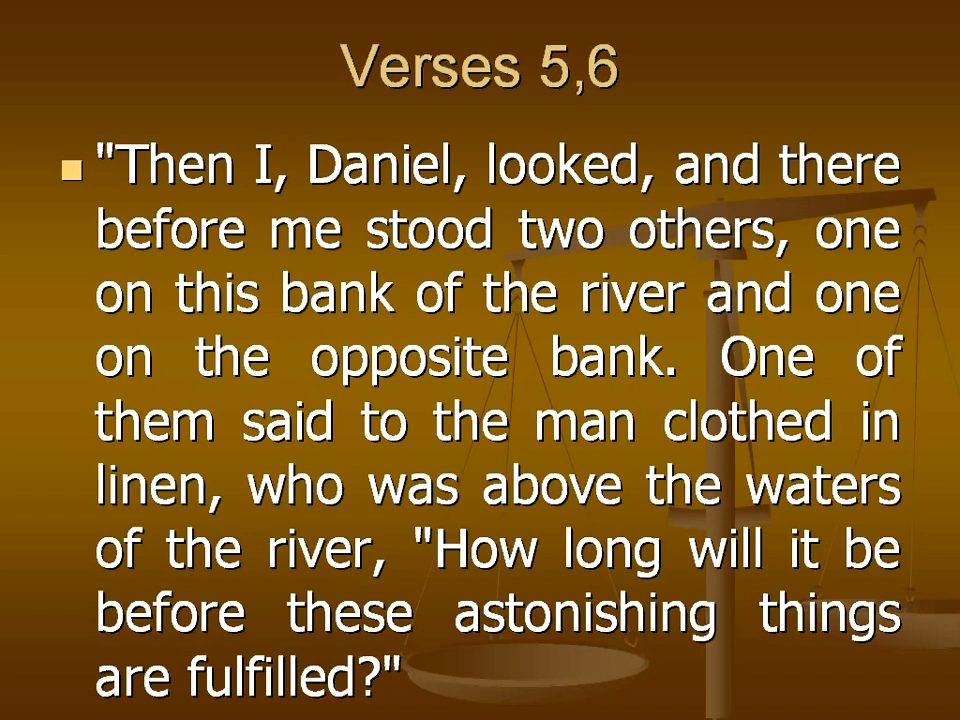 Verses 5,6
"Then I, Daniel, looked, and there
before me stood two others, one
on this bank of the river and one
on the opposite bank. One of
them said to the man clothed in
linen, who was above the waters
of the river, "How long will it be
before these astonishing things
are fulfilled?"